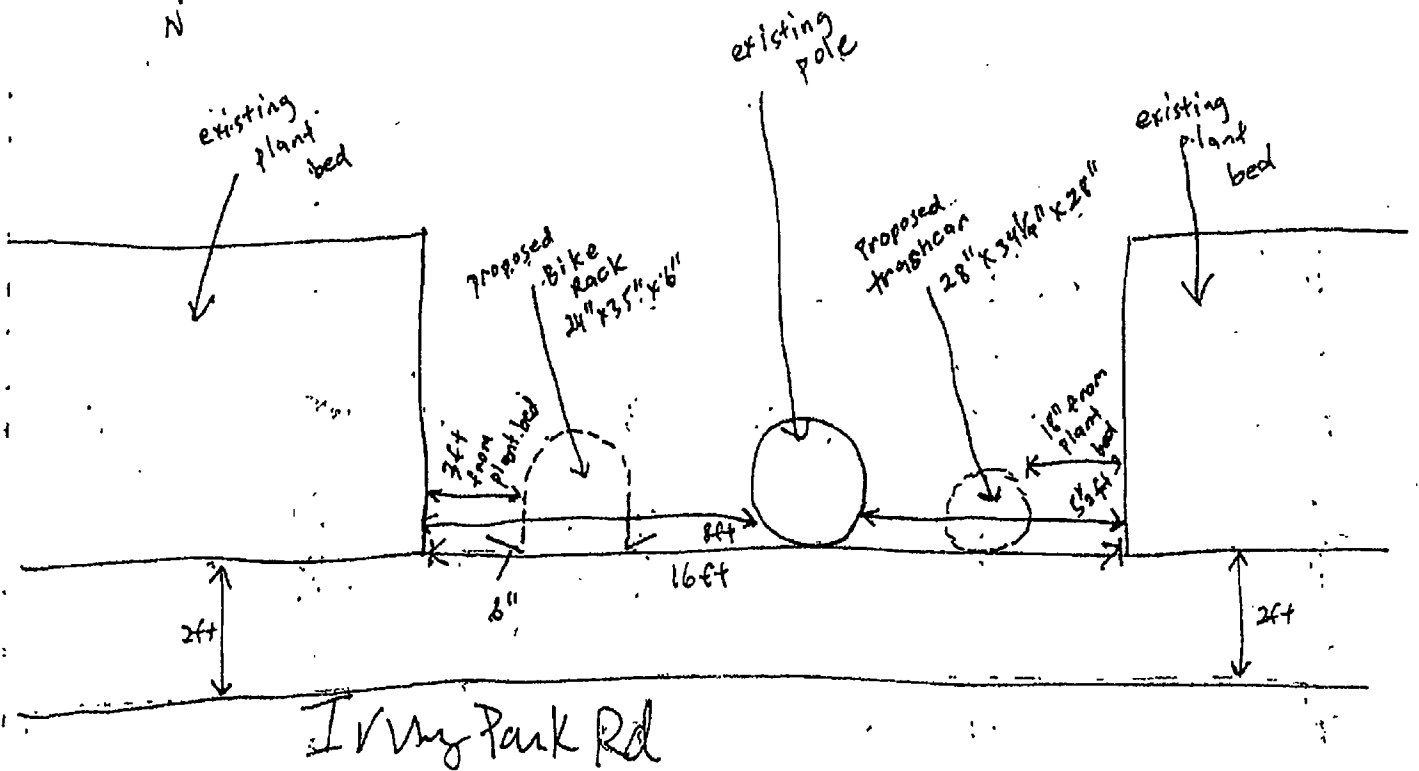 N
existing
plant
bed
proposed
Bike
Rack
24"x35"x6"
existing
pole
proposed
trashcan
28"x34¼"x28"
existing
plant
bed
3ft
from
plant bed
18" from
plant
bed
8ft
5½ft
16ft
6"
2ft
2ft
Irving Park Rd